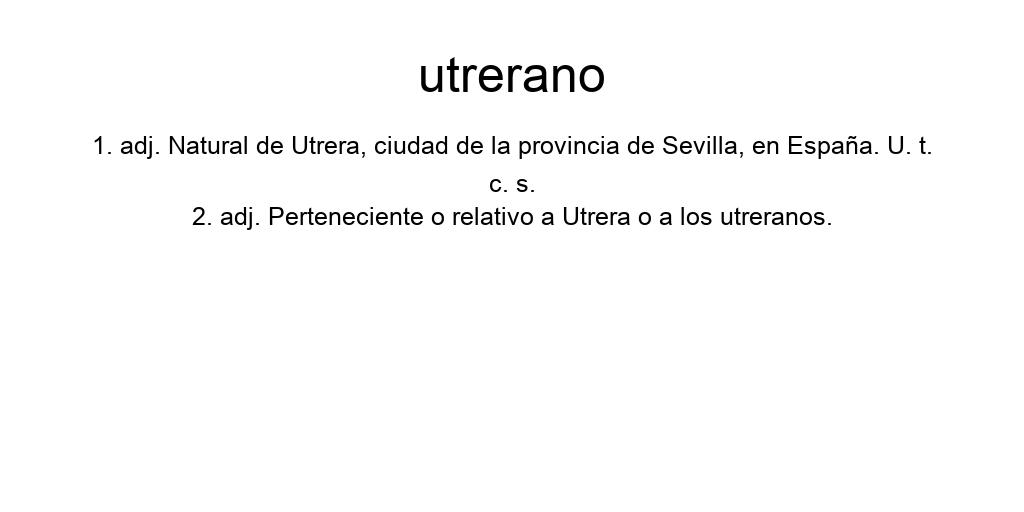 utrerano
1. adj. Natural de Utrera, ciudad de la provincia de Sevilla, en España. U. t.
c. s.
2. adj. Perteneciente o relativo a Utrera o a los utreranos.